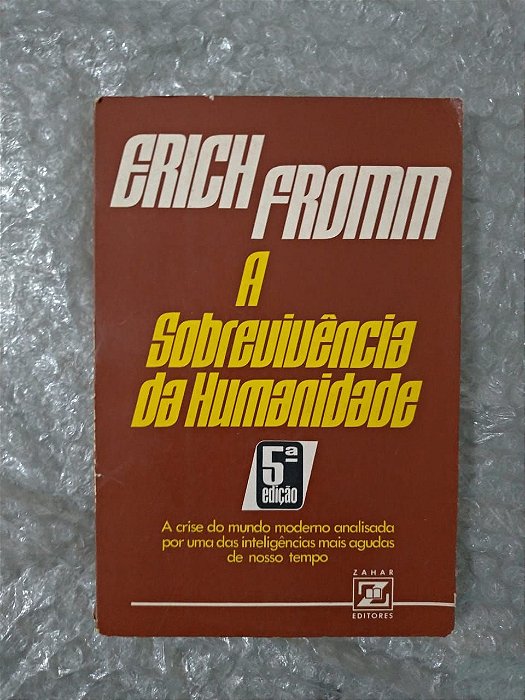 ERICH
FROMM
A
Sobrevivência
da Humanidade
5ª
edição
A crise do mundo moderno analisada
por uma das inteligências mais agudas
de nosso tempo
ZAHAR
EDITORES